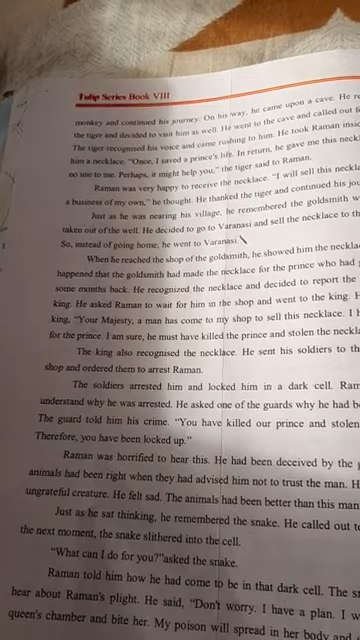 Tulip Series Book VIII
monkey and continued his journey. On his way, he came upon a cave. He re
the tiger and decided to visit him as well. He went to the cave and called out f
The tiger recognised his voice and came rushing to him. He took Raman insid
him a necklace. "Once, I saved a prince's life. In return, he gave me this neck
no use to me. Perhaps, it might help you," the tiger said to Raman.
Raman was very happy to receive the necklace. "I will sell this neckla
a business of my own," he thought. He thanked the tiger and continued his jou
Just as he was nearing his village, he remembered the goldsmith w
taken out of the well. He decided to go to Varanasi and sell the necklace to th
So, instead of going home, he went to Varanasi.
When he reached the shop of the goldsmith, he showed him the neckla
happened that the goldsmith had made the necklace for the prince who had
some months back. He recognized the necklace and decided to report the
king. He asked Raman to wait for him in the shop and went to the king. H
king, "Your Majesty, a man has come to my shop to sell this necklace. I
for the prince. I am sure, he must have killed the prince and stolen the neckla
The king also recognised the necklace. He sent his soldiers to th
shop and ordered them to arrest Raman.
The soldiers arrested him and locked him in a dark cell. Ram
understand why he was arrested. He asked one of the guards why he had b
The guard told him his crime. "You have killed our prince and stolen
Therefore, you have been locked up."
Raman was horrified to hear this. He had been deceived by the
animals had been right when they had advised him not to trust the man. H
ungrateful creature. He felt sad. The animals had been better than this man
Just as he sat thinking, he remembered the snake. He called out to
the next moment, the snake slithered into the cell.
"What can I do for you?"asked the snake.
Raman told him how he had come to be in that dark cell. The s
hear about Raman's plight. He said, "Don't worry. I have a plan. I w
queen's chamber and bite her. My poison will spread in her body and